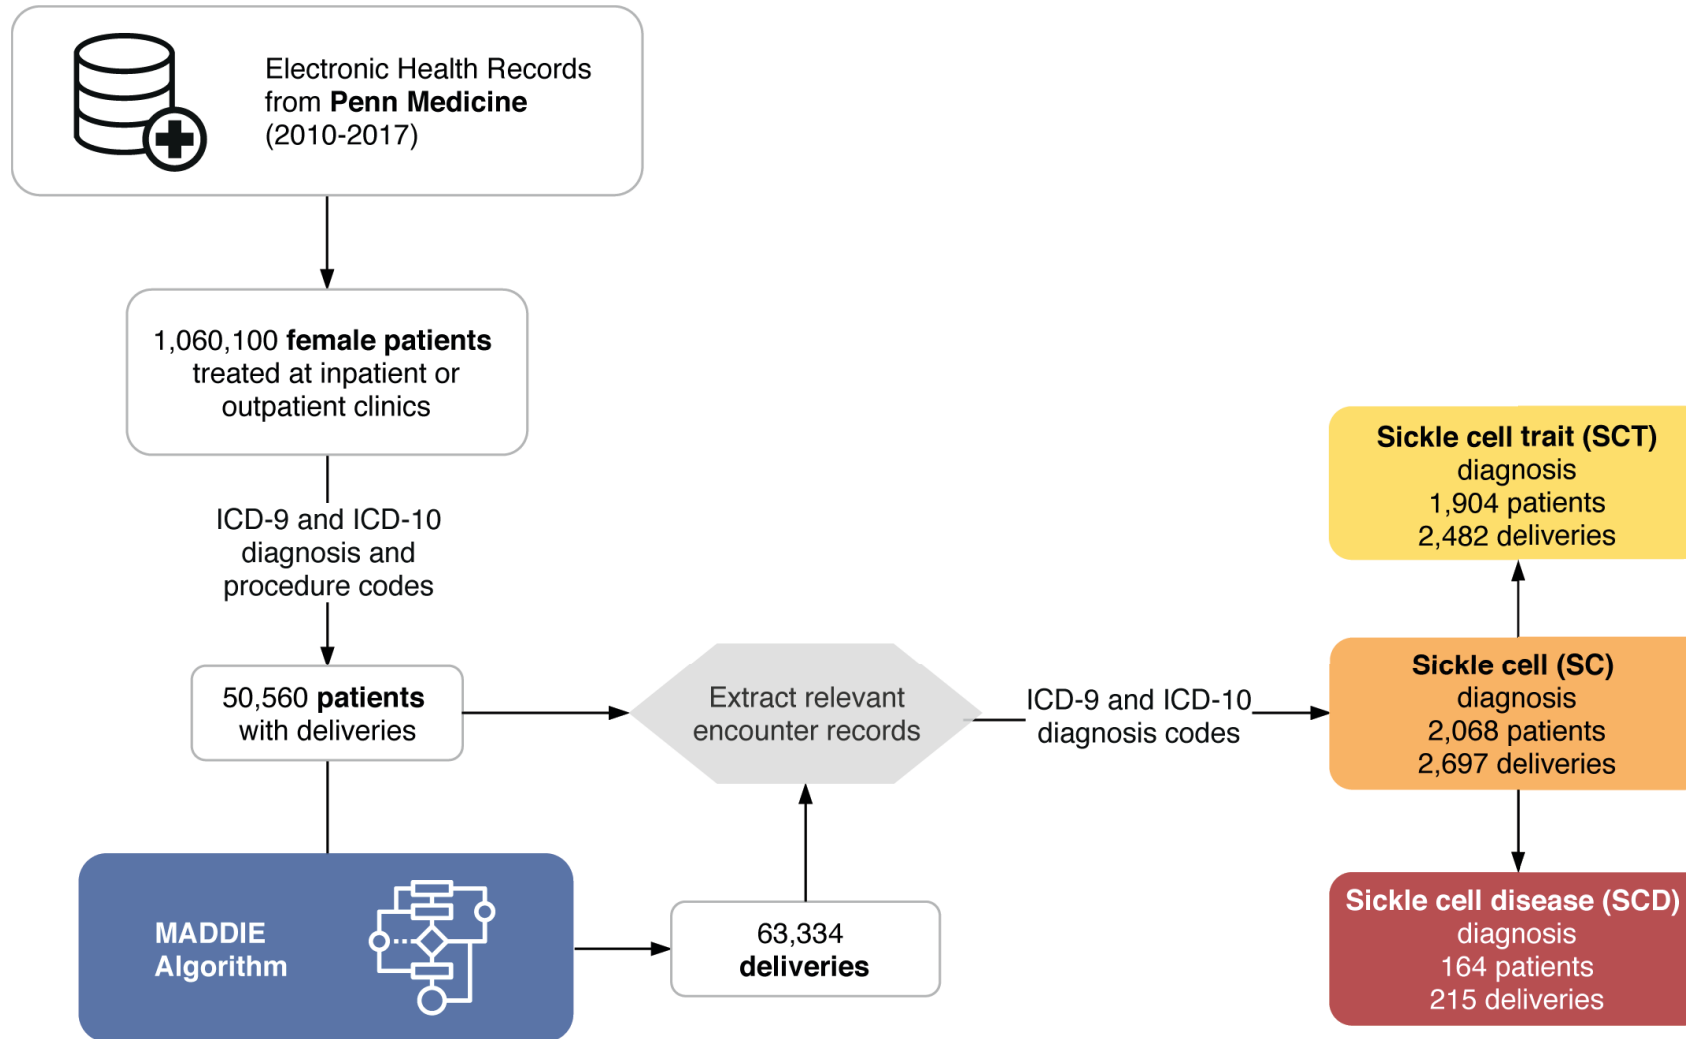 Electronic Health Records
from Penn Medicine
(2010-2017)
1,060,100 female patients
treated at inpatient or
outpatient clinics
ICD-9 and ICD-10
diagnosis and
procedure codes
50,560 patients
with deliveries
MADDIE
Algorithm
63,334
deliveries
Extract relevant
encounter records
ICD-9 and ICD-10
diagnosis codes
Sickle cell trait (SCT)
diagnosis
1,904 patients
2,482 deliveries
Sickle cell (SC)
diagnosis
2,068 patients
2,697 deliveries
Sickle cell disease (SCD)
diagnosis
164 patients
215 deliveries